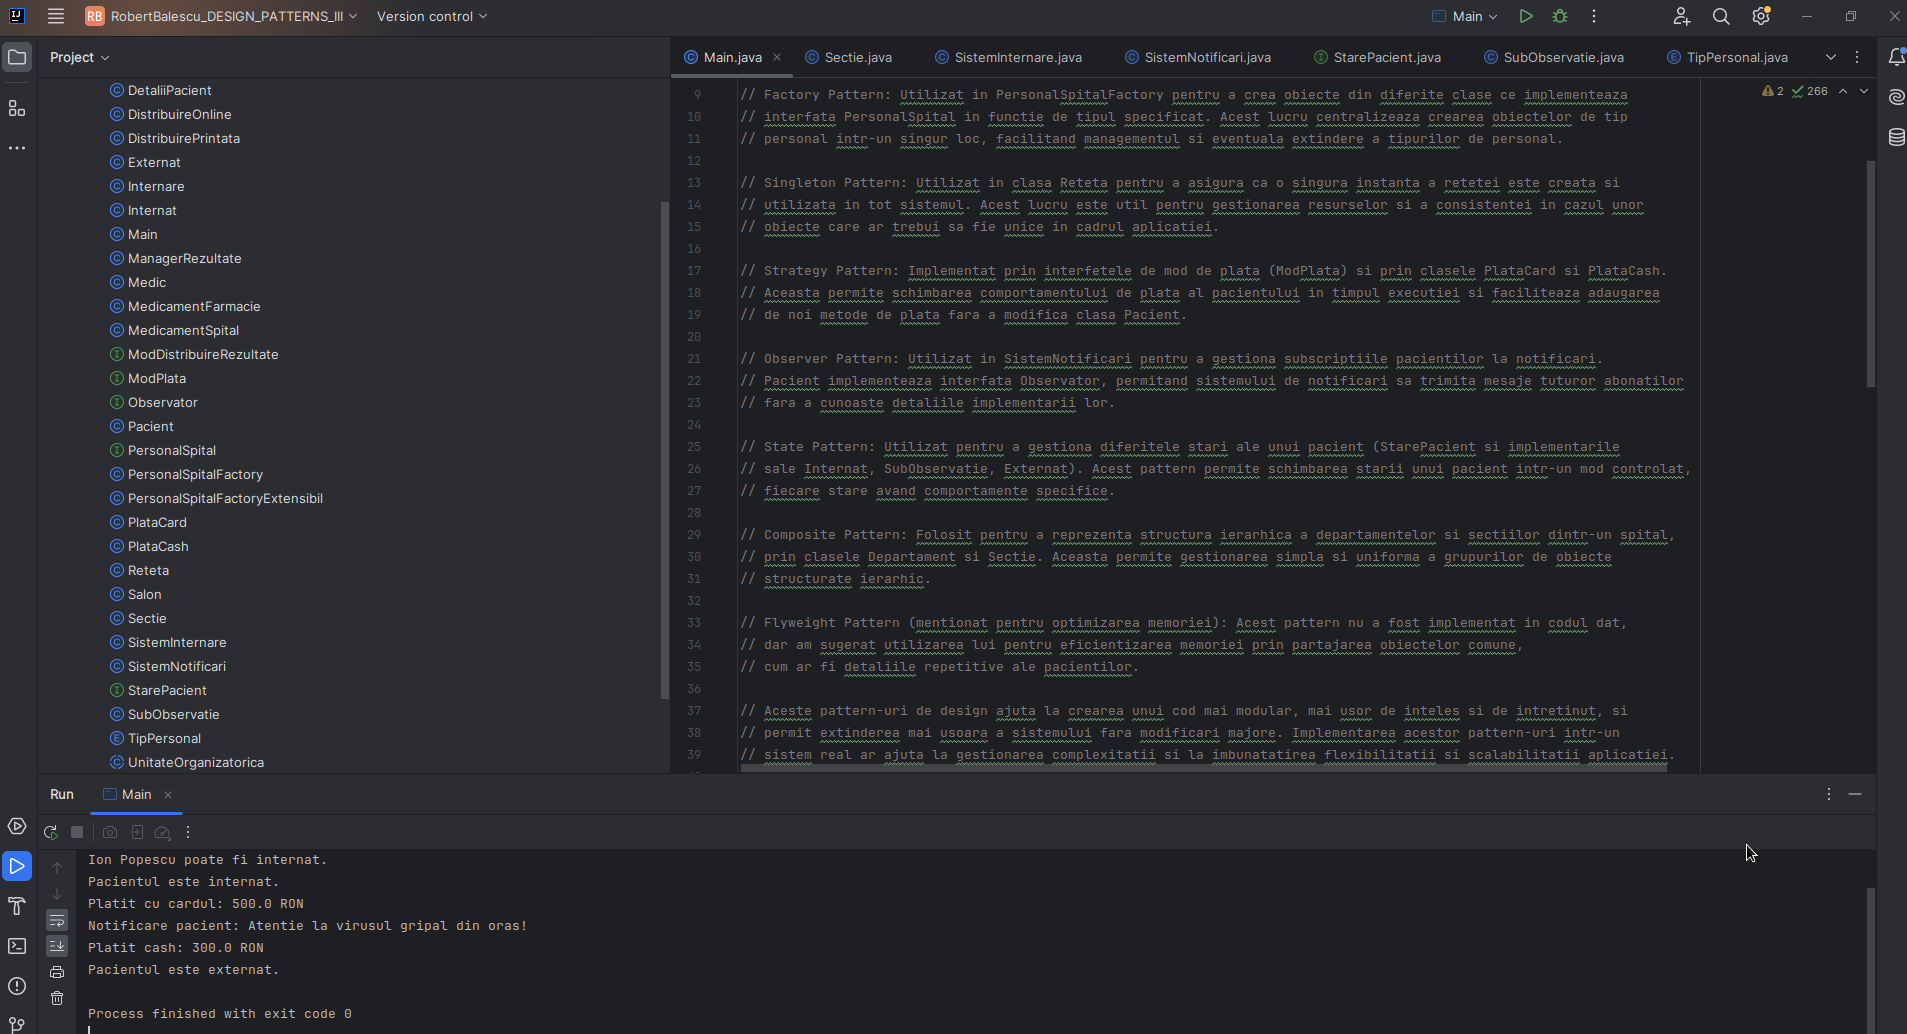 RB RobertBalescu_DESIGN_PATTERNS_III Version control Main
Project
DetaliiPacient
DistribuireOnline
DistribuirePrintata
Externat
Internare
Internat
Main
ManagerRezultate
Medic
MedicamentFarmacie
MedicamentSpital
ModDistribuireRezultate
ModPlata
Observator
Pacient
PersonalSpital
PersonalSpitalFactory
PersonalSpitalFactoryExtensibil
PlataCard
PlataCash
Reteta
Salon
Sectie
SistemInternare
SistemNotificari
StarePacient
SubObservatie
TipPersonal
UnitateOrganizatorica
Main.java Sectie.java SistemInternare.java SistemNotificari.java StarePacient.java SubObservatie.java TipPersonal.java
2 266
9 // Factory Pattern: Utilizat in PersonalSpitalFactory pentru a crea obiecte din diferite clase ce implementeaza
10 // interfata PersonalSpital in functie de tipul specificat. Acest lucru centralizeaza crearea obiectelor de tip
11 // personal intr-un singur loc, facilitand managementul si eventuala extindere a tipurilor de personal.
12
13 // Singleton Pattern: Utilizat in clasa Reteta pentru a asigura ca o singura instanta a retetei este creata si
14 // utilizata in tot sistemul. Acest lucru este util pentru gestionarea resurselor si a consistentei in cazul unor
15 // obiecte care ar trebui sa fie unice in cadrul aplicatiei.
16
17 // Strategy Pattern: Implementat prin interfetele de mod de plata (ModPlata) si prin clasele PlataCard si PlataCash.
18 // Aceasta permite schimbarea comportamentului de plata al pacientului in timpul executiei si faciliteaza adaugarea
19 // de noi metode de plata fara a modifica clasa Pacient.
20
21 // Observer Pattern: Utilizat in SistemNotificari pentru a gestiona subscriptiile pacientilor la notificari.
22 // Pacient implementeaza interfata Observator, permitand sistemului de notificari sa trimita mesaje tuturor abonatilor
23 // fara a cunoaste detaliile implementarii lor.
24
25 // State Pattern: Utilizat pentru a gestiona diferitele stari ale unui pacient (StarePacient si implementarile
26 // sale Internat, SubObservatie, Externat). Acest pattern permite schimbarea starii unui pacient intr-un mod controlat,
27 // fiecare stare avand comportamente specifice.
28
29 // Composite Pattern: Folosit pentru a reprezenta structura ierarhica a departamentelor si sectiilor dintr-un spital,
30 // prin clasele Departament si Sectie. Aceasta permite gestionarea simpla si uniforma a grupurilor de obiecte
31 // structurate ierarhic.
32
33 // Flyweight Pattern (mentionat pentru optimizarea memoriei): Acest pattern nu a fost implementat in codul dat,
34 // dar am sugerat utilizarea lui pentru eficientizarea memoriei prin partajarea obiectelor comune,
35 // cum ar fi detaliile repetitive ale pacientilor.
36
37 // Aceste pattern-uri de design ajuta la crearea unui cod mai modular, mai usor de inteles si de intretinut, si
38 // permit extinderea mai usoara a sistemului fara modificari majore. Implementarea acestor pattern-uri intr-un
39 // sistem real ar ajuta la gestionarea complexitatii si la imbunatatirea flexibilitatii si scalabilitatii aplicatiei.
Run Main
Ion Popescu poate fi internat.
Pacientul este internat.
Platit cu cardul: 500.0 RON
Notificare pacient: Atentie la virusul gripal din oras!
Platit cash: 300.0 RON
Pacientul este externat.
Process finished with exit code 0